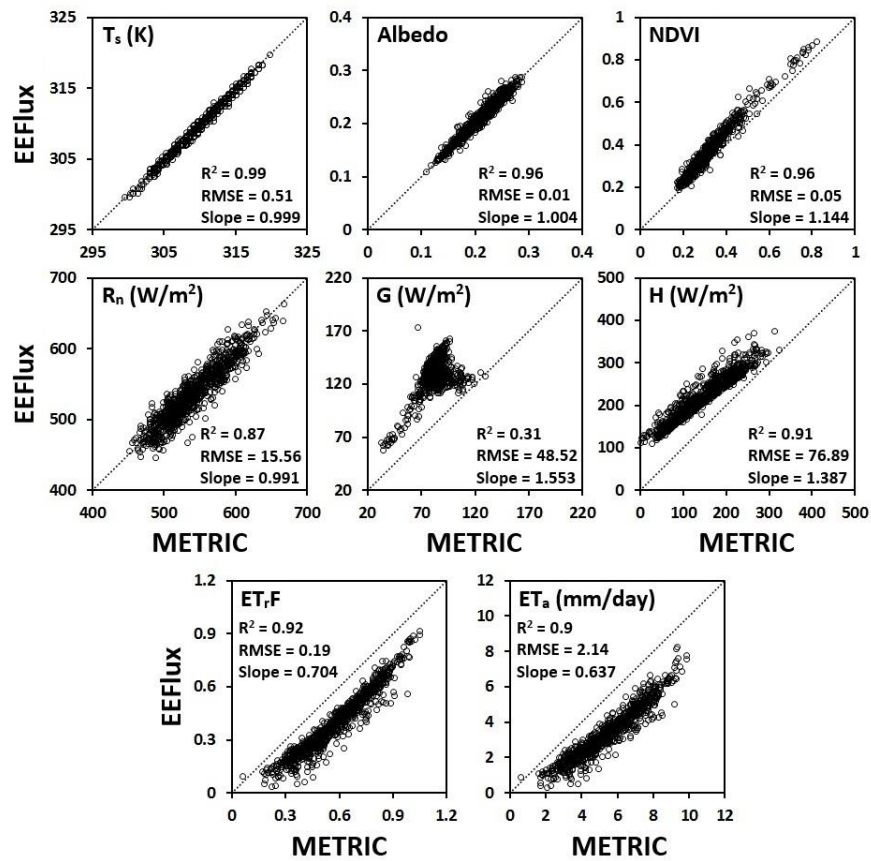 0.4
1
T_s (K)
Albedo
NDVI
315
0.3
0.8
EEFlux
0.6
305
0.2
0.4
R² = 0.99
R² = 0.96
R² = 0.96
0.1
RMSE = 0.51
RMSE = 0.01
0.2
RMSE = 0.05
Slope = 0.999
Slope = 1.004
Slope = 1.144
295
0
0
295 305 315 325
0 0.1 0.2 0.3 0.4
0 0.2 0.4 0.6 0.8 1
700
220
500
R_n (W/m²)
G (W/m²)
H (W/m²)
400
600
170
EEFlux
300
120
500
200
R² = 0.87
R² = 0.31
R² = 0.91
70
RMSE = 15.56
RMSE = 48.52
100
RMSE = 76.89
Slope = 0.991
Slope = 1.553
Slope = 1.387
400
20
0
400 500 600 700
20 70 120 170 220
0 100 200 300 400 500
METRIC
METRIC
METRIC
1.2
12
ET_rF
ET_a (mm/day)
R² = 0.92
R² = 0.9
10
0.9
RMSE = 0.19
RMSE = 2.14
8
Slope = 0.704
Slope = 0.637
EEFlux
0.6
6
4
0.3
2
0
0
0 0.3 0.6 0.9 1.2
0 2 4 6 8 10 12
METRIC
METRIC